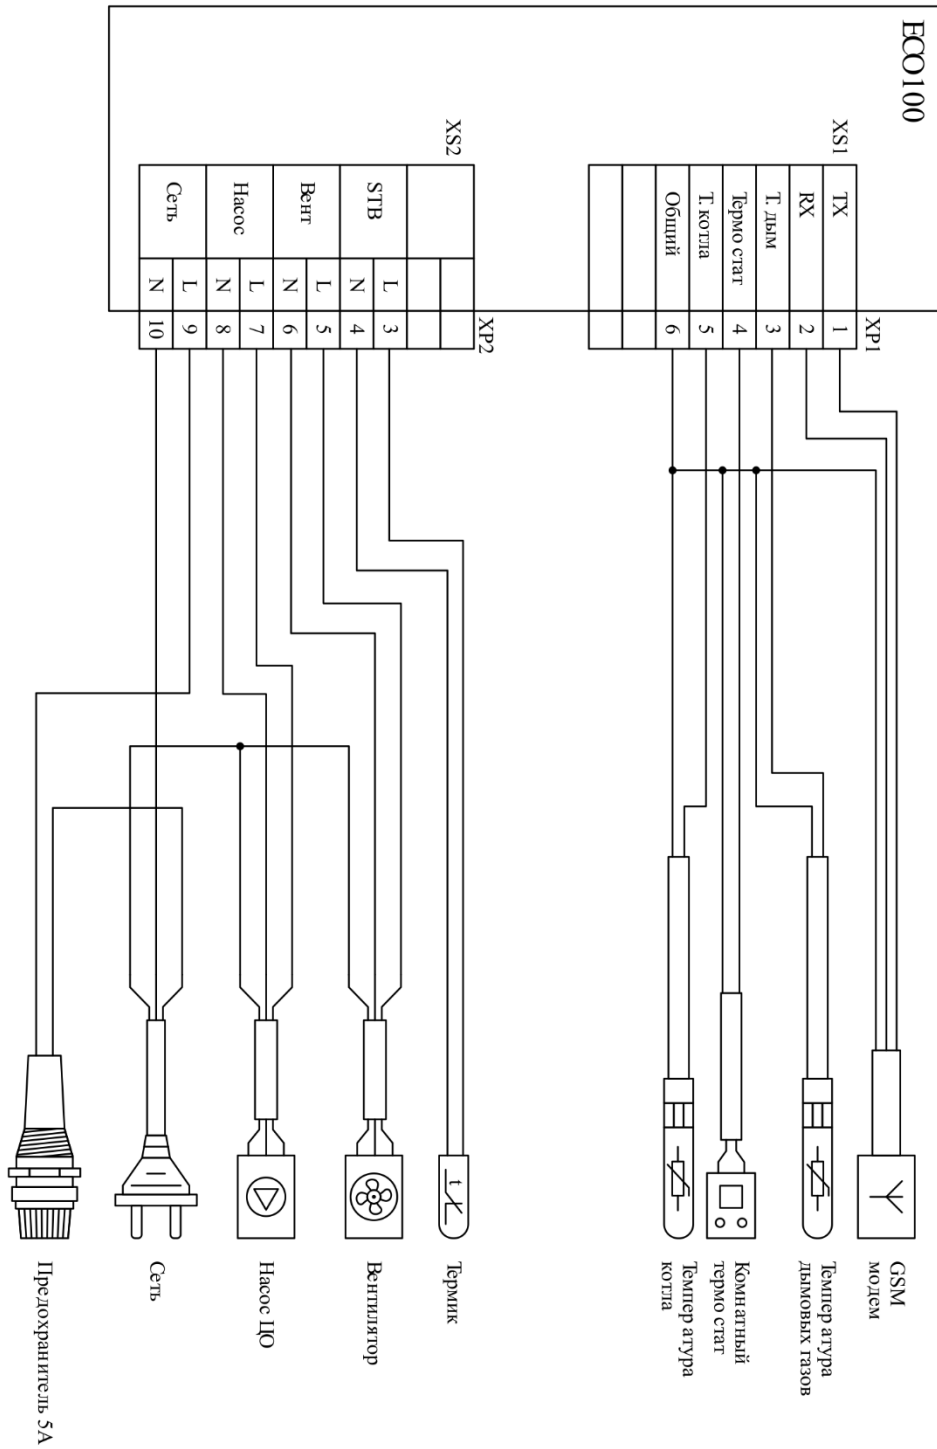 ECO100
XS1
TX
RX
Т. дым
Термо стат
Т. котла
Общий
XP1
1
2
3
4
5
6
XS2
STB
Вент
Насос
Сеть
L
N
L
N
L
N
L
N
XP2
3
4
5
6
7
8
9
10
GSM
модем
Темпер атура
дымовых газов
Комнатный
термо стат
Темпер атура
котла
t
Термик
Вентилятор
Насос ЦО
Сеть
Предохранитель 5А